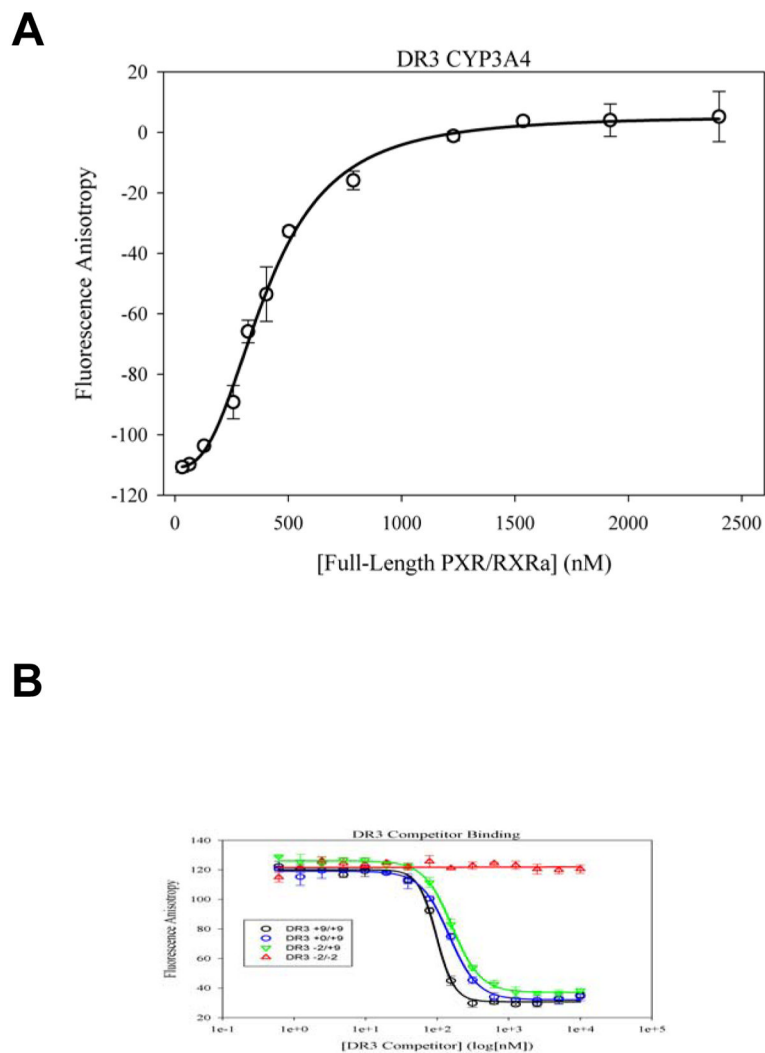 A
DR3 CYP3A4
20
0
-20
-40
-60
-80
-100
-120
Fluorescence Anisotropy
0 500 1000 1500 2000 2500
[Full-Length PXR/RXRa] (nM)
B
DR3 Competitor Binding
140
120
100
80
60
40
20
Fluorescence Anisotropy
DR3 +9/+9
DR3 +0/+9
DR3 -2/+9
DR3 -2/-2
1e-1 1e+0 1e+1 1e+2 1e+3 1e+4 1e+5
[DR3 Competitor] (log[nM])